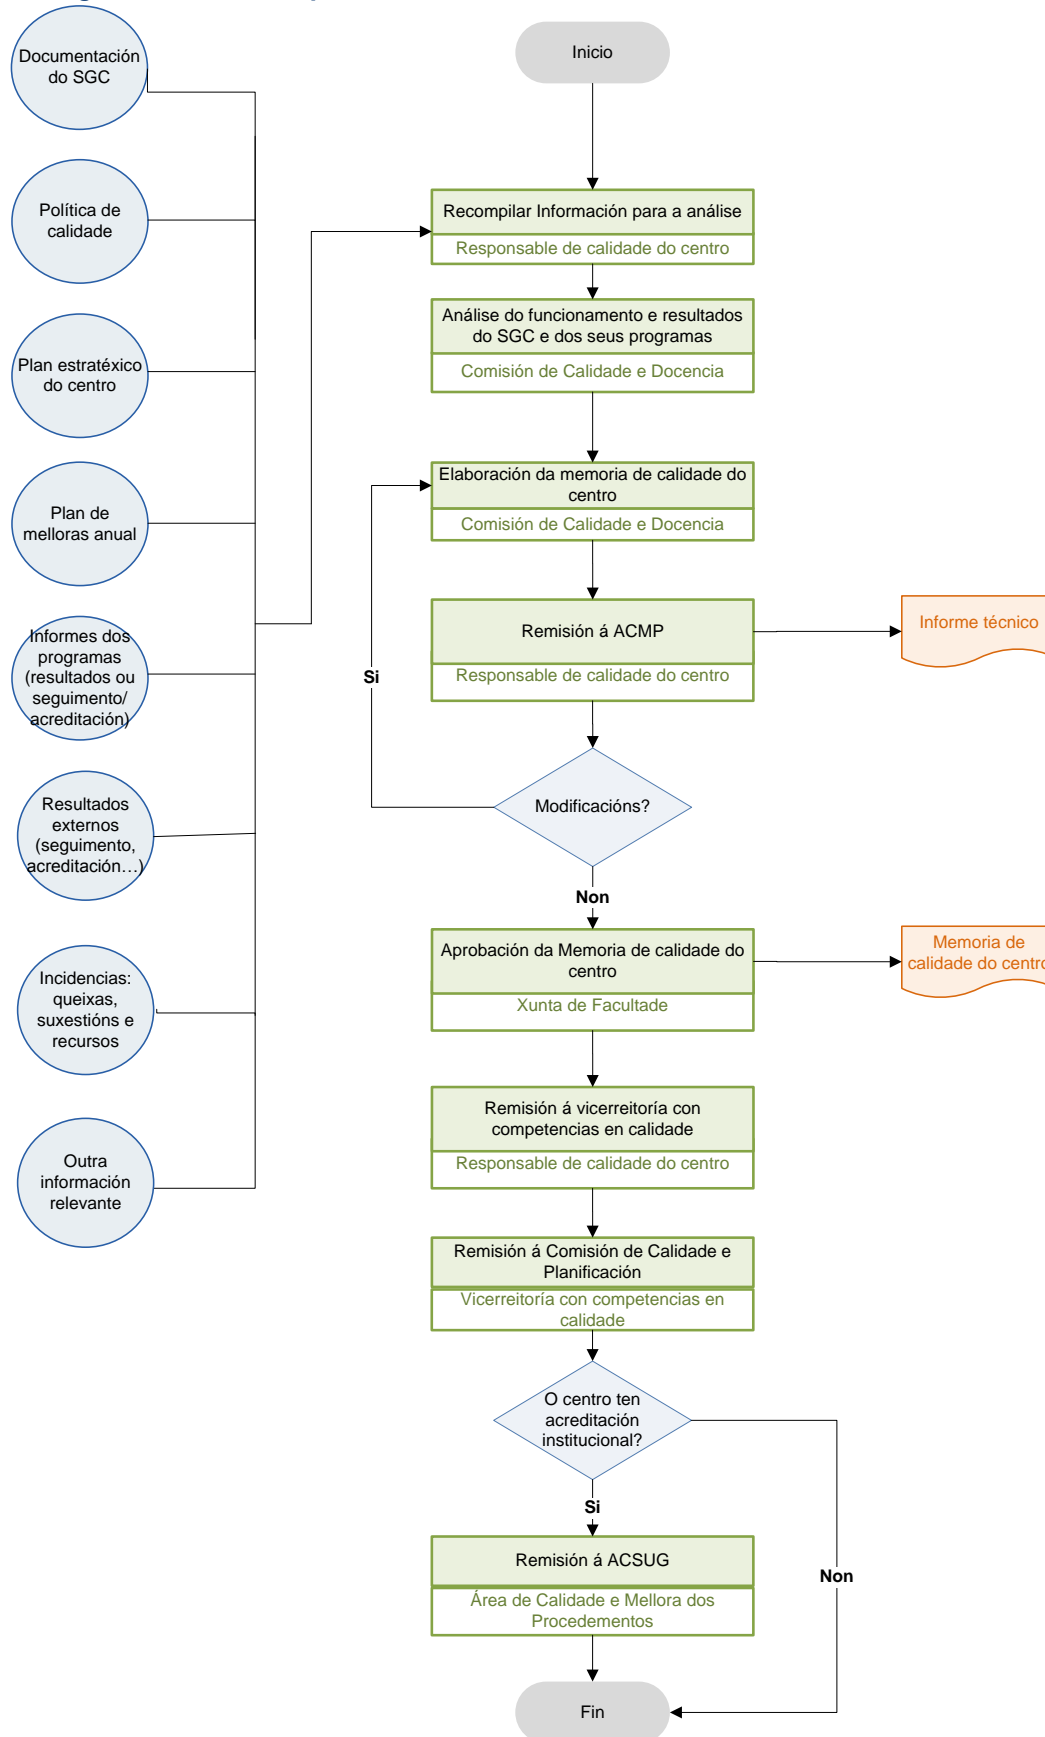 Documentación
do SGC
Inicio
Política de
calidade
Recompilar Información para a análise
Responsable de calidade do centro
Plan estratéxico
do centro
Análise do funcionamento e resultados
do SGC e dos seus programas
Comisión de Calidade e Docencia
Plan de
melloras anual
Elaboración da memoria de calidade do
centro
Comisión de Calidade e Docencia
Informes dos
programas
(resultados ou
seguimento/
acreditación)
Remisión á ACMP
Responsable de calidade do centro
Informe técnico
Si
Resultados
externos
(seguimento,
acreditación…)
Modificacións?
Non
Incidencias:
queixas,
suxestións e
recursos
Aprobación da Memoria de calidade do
centro
Xunta de Facultade
Memoria de
calidade do centro
Outra
información
relevante
Remisión á vicerreitoría con
competencias en calidade
Responsable de calidade do centro
Remisión á Comisión de Calidade e
Planificación
Vicerreitoría con competencias en
calidade
O centro ten
acreditación
institucional?
Si
Non
Remisión á ACSUG
Área de Calidade e Mellora dos
Procedementos
Fin